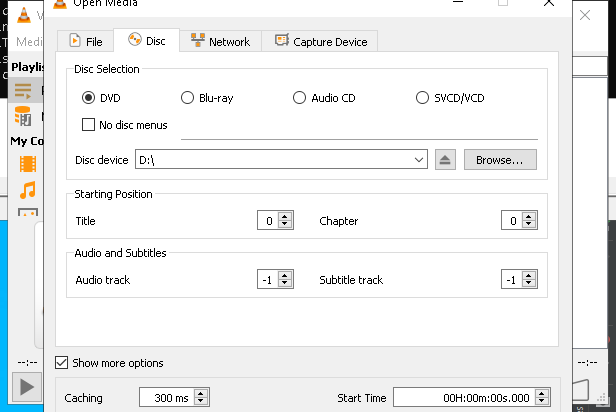 Open Media
Medi
File
Disc
Network
Capture Device
Playlis
Disc Selection
DVD
Blu-ray
Audio CD
SVCD/VCD
No disc menus
My Co
Disc device
D:\
Browse...
Starting Position
Title
0
Chapter
0
Audio and Subtitles
Audio track
-1
Subtitle track
-1
--:--
Show more options
--:--
Caching
300 ms
Start Time
00H:00m:00s.000